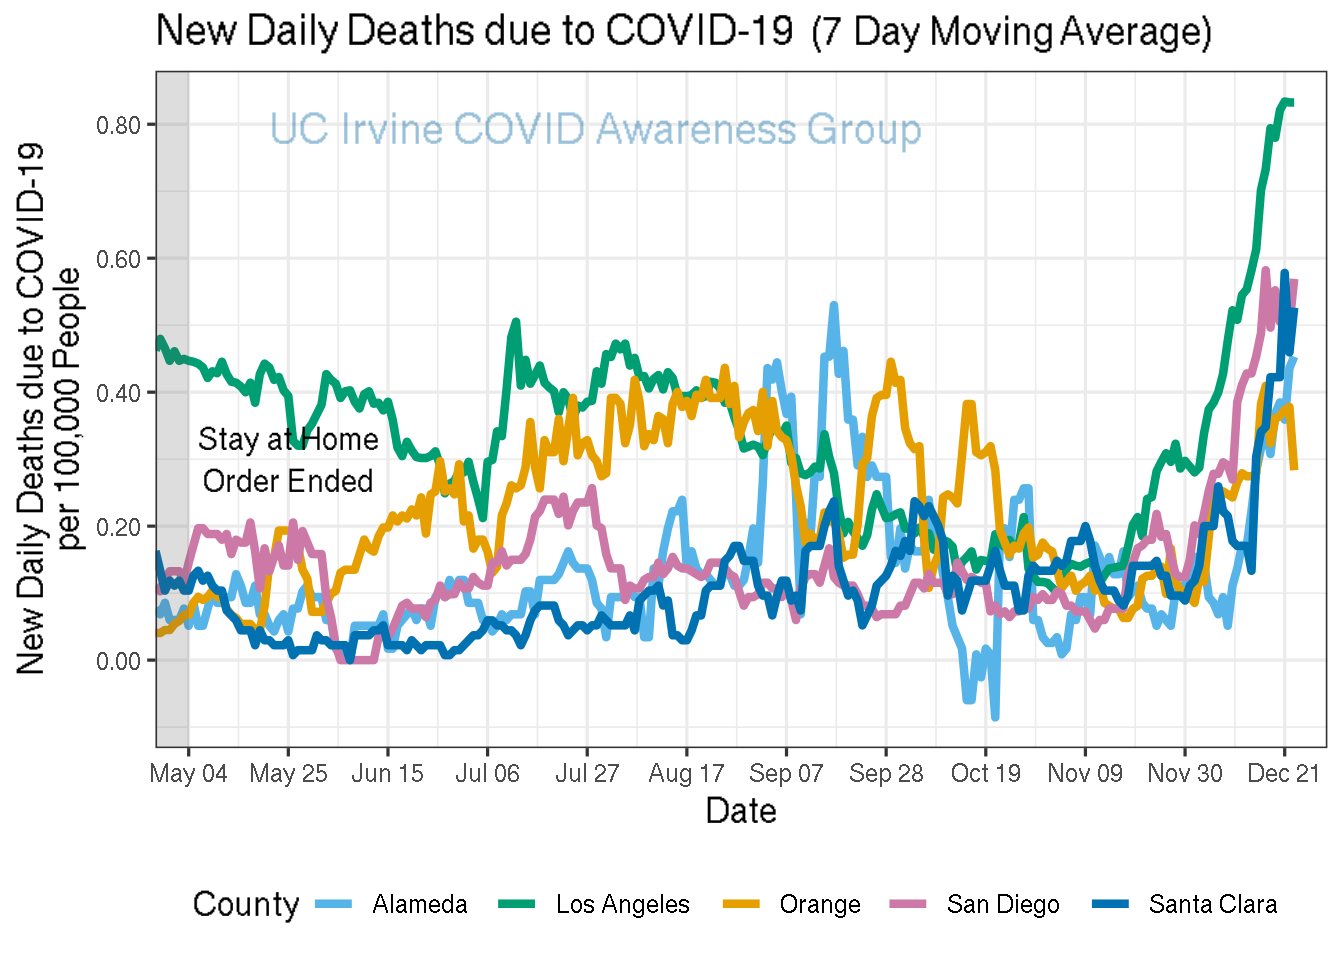 New Daily Deaths due to COVID-19 (7 Day Moving Average)
UC Irvine COVID Awareness Group
New Daily Deaths due to COVID-19
per 100,000 People
0.80
0.60
0.40
0.20
0.00
Stay at Home
Order Ended
May 04 May 25 Jun 15 Jul 06 Jul 27 Aug 17 Sep 07 Sep 28 Oct 19 Nov 09 Nov 30 Dec 21
Date
County Alameda Los Angeles Orange San Diego Santa Clara